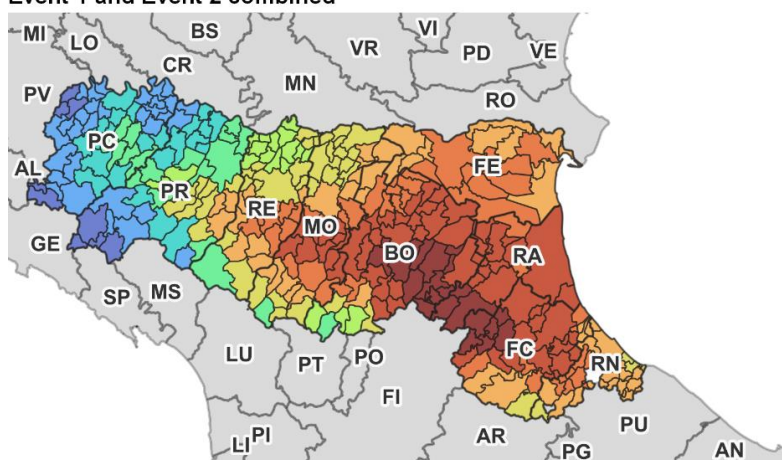 Event 1 and Event 2 combined
MI
LO
BS
VR
VI
PD
VE
CR
MN
PV
RO
PC
AL
PR
RE
MO
FE
BO
RA
GE
SP
MS
LU
PT
PO
FC
RN
FI
LI
PI
AR
PG
PU
AN